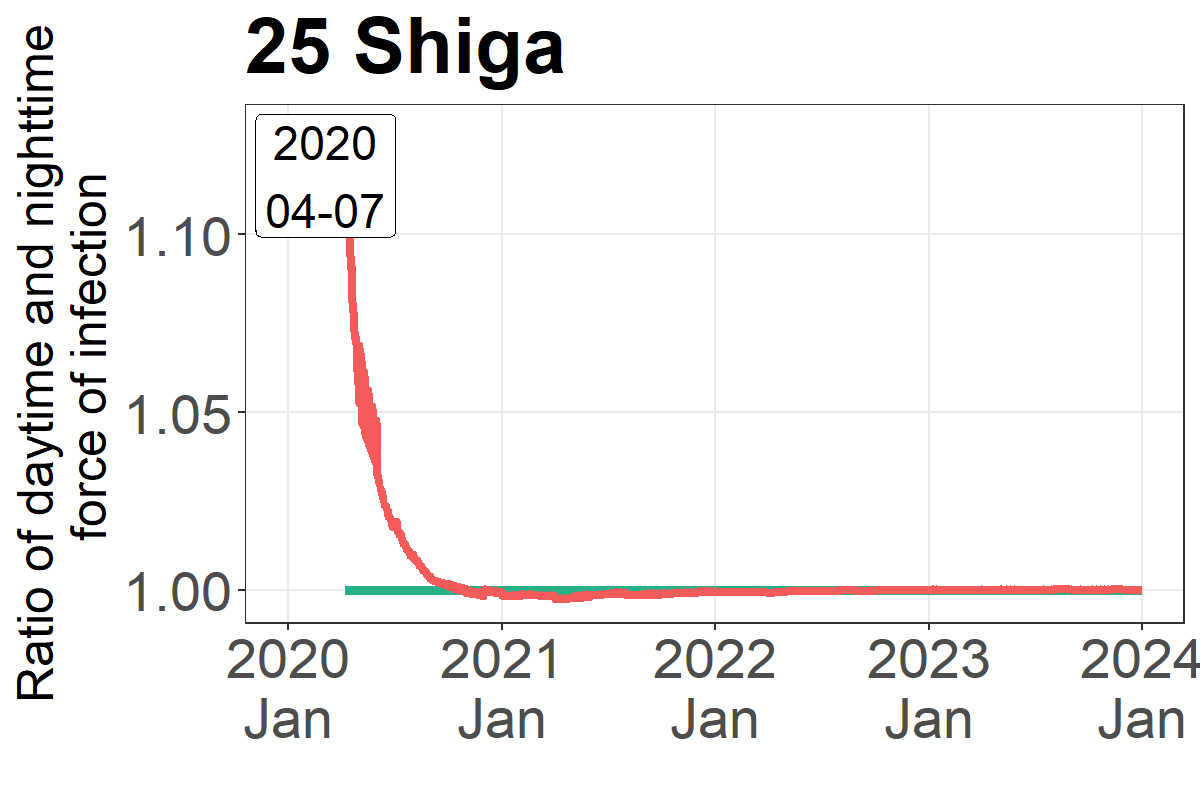 25 Shiga
Ratio of daytime and nighttime
force of infection
2020
04-07
1.10
1.05
1.00
2020
Jan
2021
Jan
2022
Jan
2023
Jan
2024
Jan